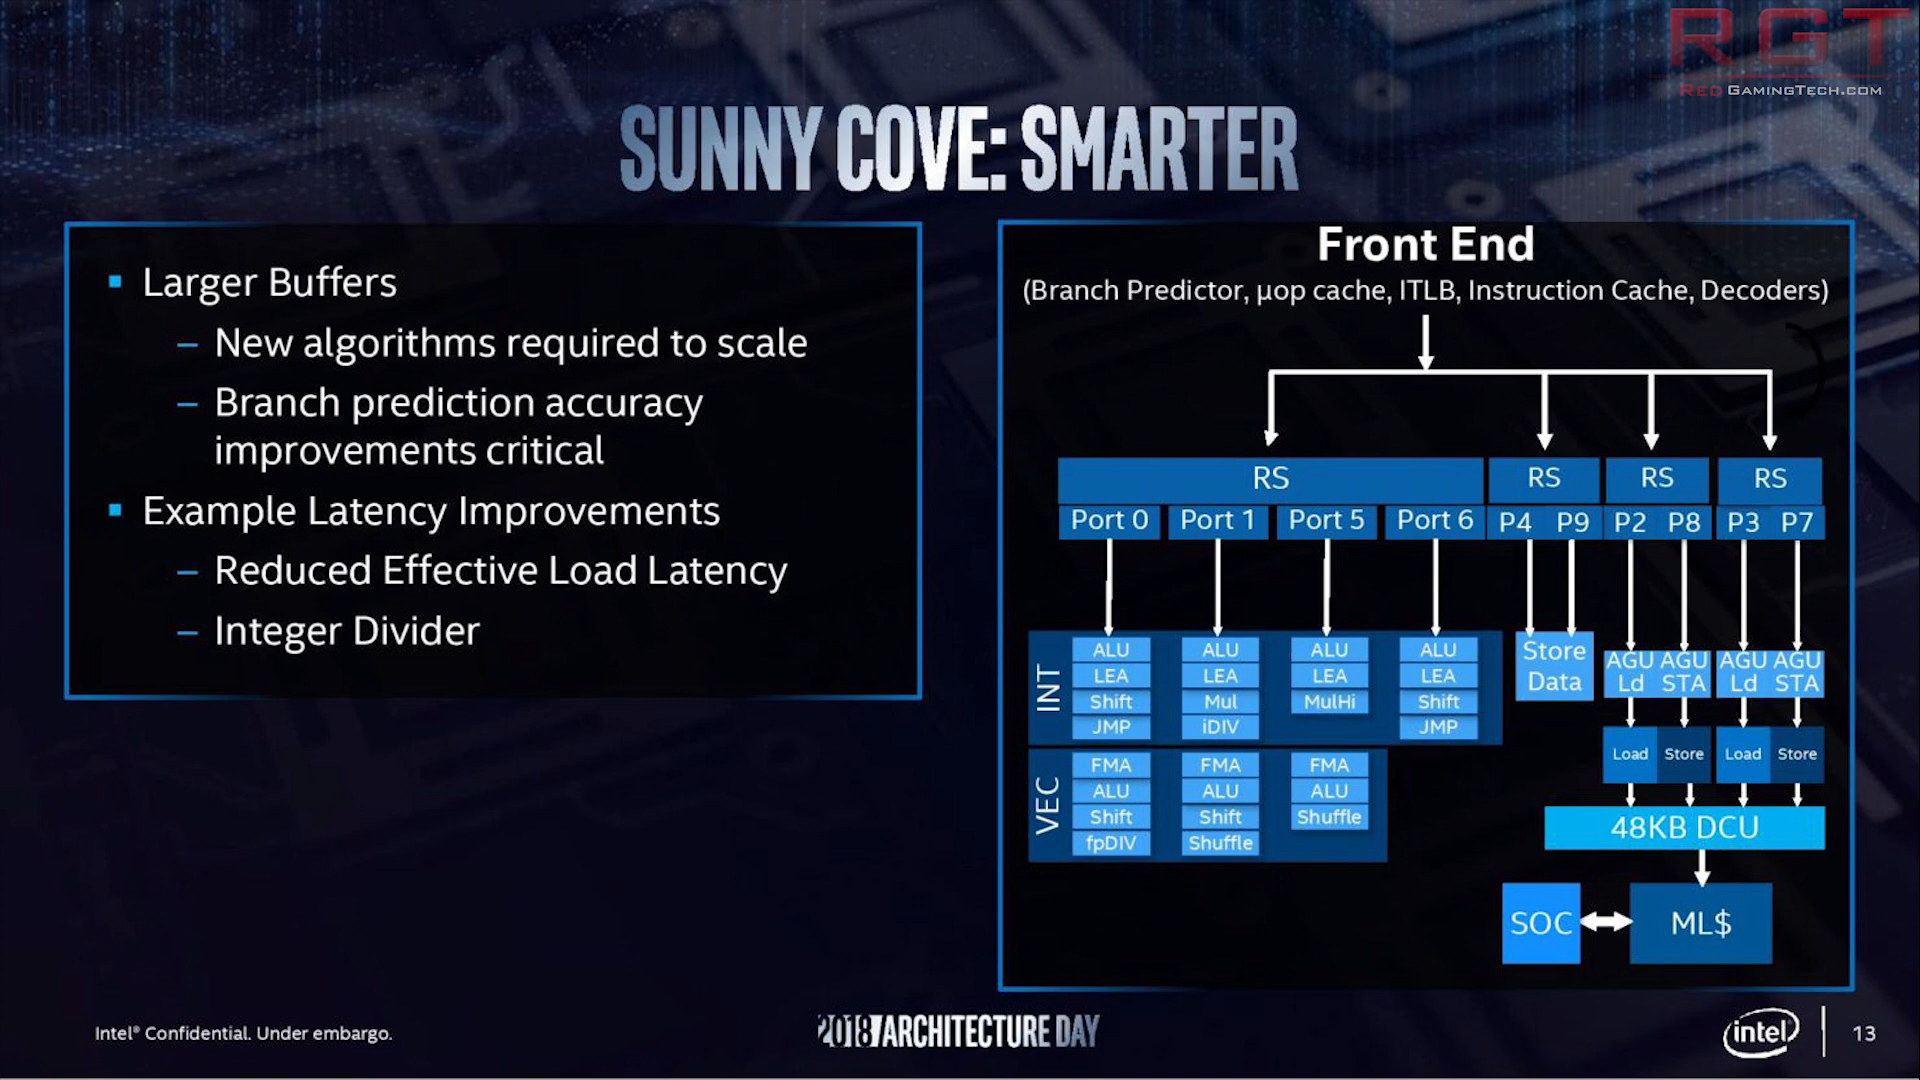 RGT
RED GAMINGTECH.COM
SUNNY COVE: SMARTER
Larger Buffers
– New algorithms required to scale
– Branch prediction accuracy
improvements critical
Example Latency Improvements
– Reduced Effective Load Latency
– Integer Divider
Front End
(Branch Predictor, µop cache, ITLB, Instruction Cache, Decoders)
RS RS RS RS
Port 0 Port 1 Port 5 Port 6 P4 P9 P2 P8 P3 P7
INT
ALU ALU ALU ALU
LEA LEA LEA LEA
Shift Mul MulHi Shift
JMP iDIV JMP
Store
Data
AGU AGU AGU AGU
Ld STA Ld STA
VEC
FMA FMA FMA
ALU ALU ALU
Shift Shift Shuffle
fpDIV Shuffle
Load Store Load Store
48KB DCU
SOC ML$
Intel® Confidential. Under embargo.
2018 ARCHITECTURE DAY
intel
13